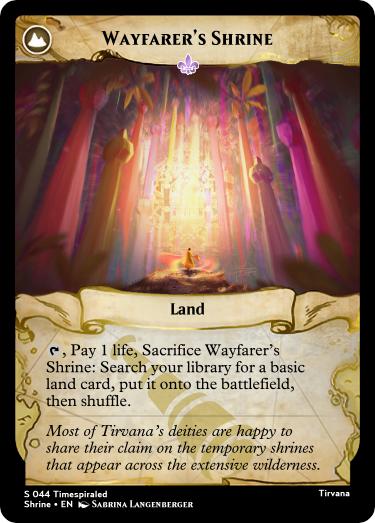 Wayfarer's Shrine
Land
, Pay 1 life, Sacrifice Wayfarer's
Shrine: Search your library for a basic
land card, put it onto the battlefield,
then shuffle.
Most of Tirvana's deities are happy to
share their claim on the temporary shrines
that appear across the extensive wilderness.
S 044 Timespiraled
Tirvana
Shrine • EN Sabrina Langenberger